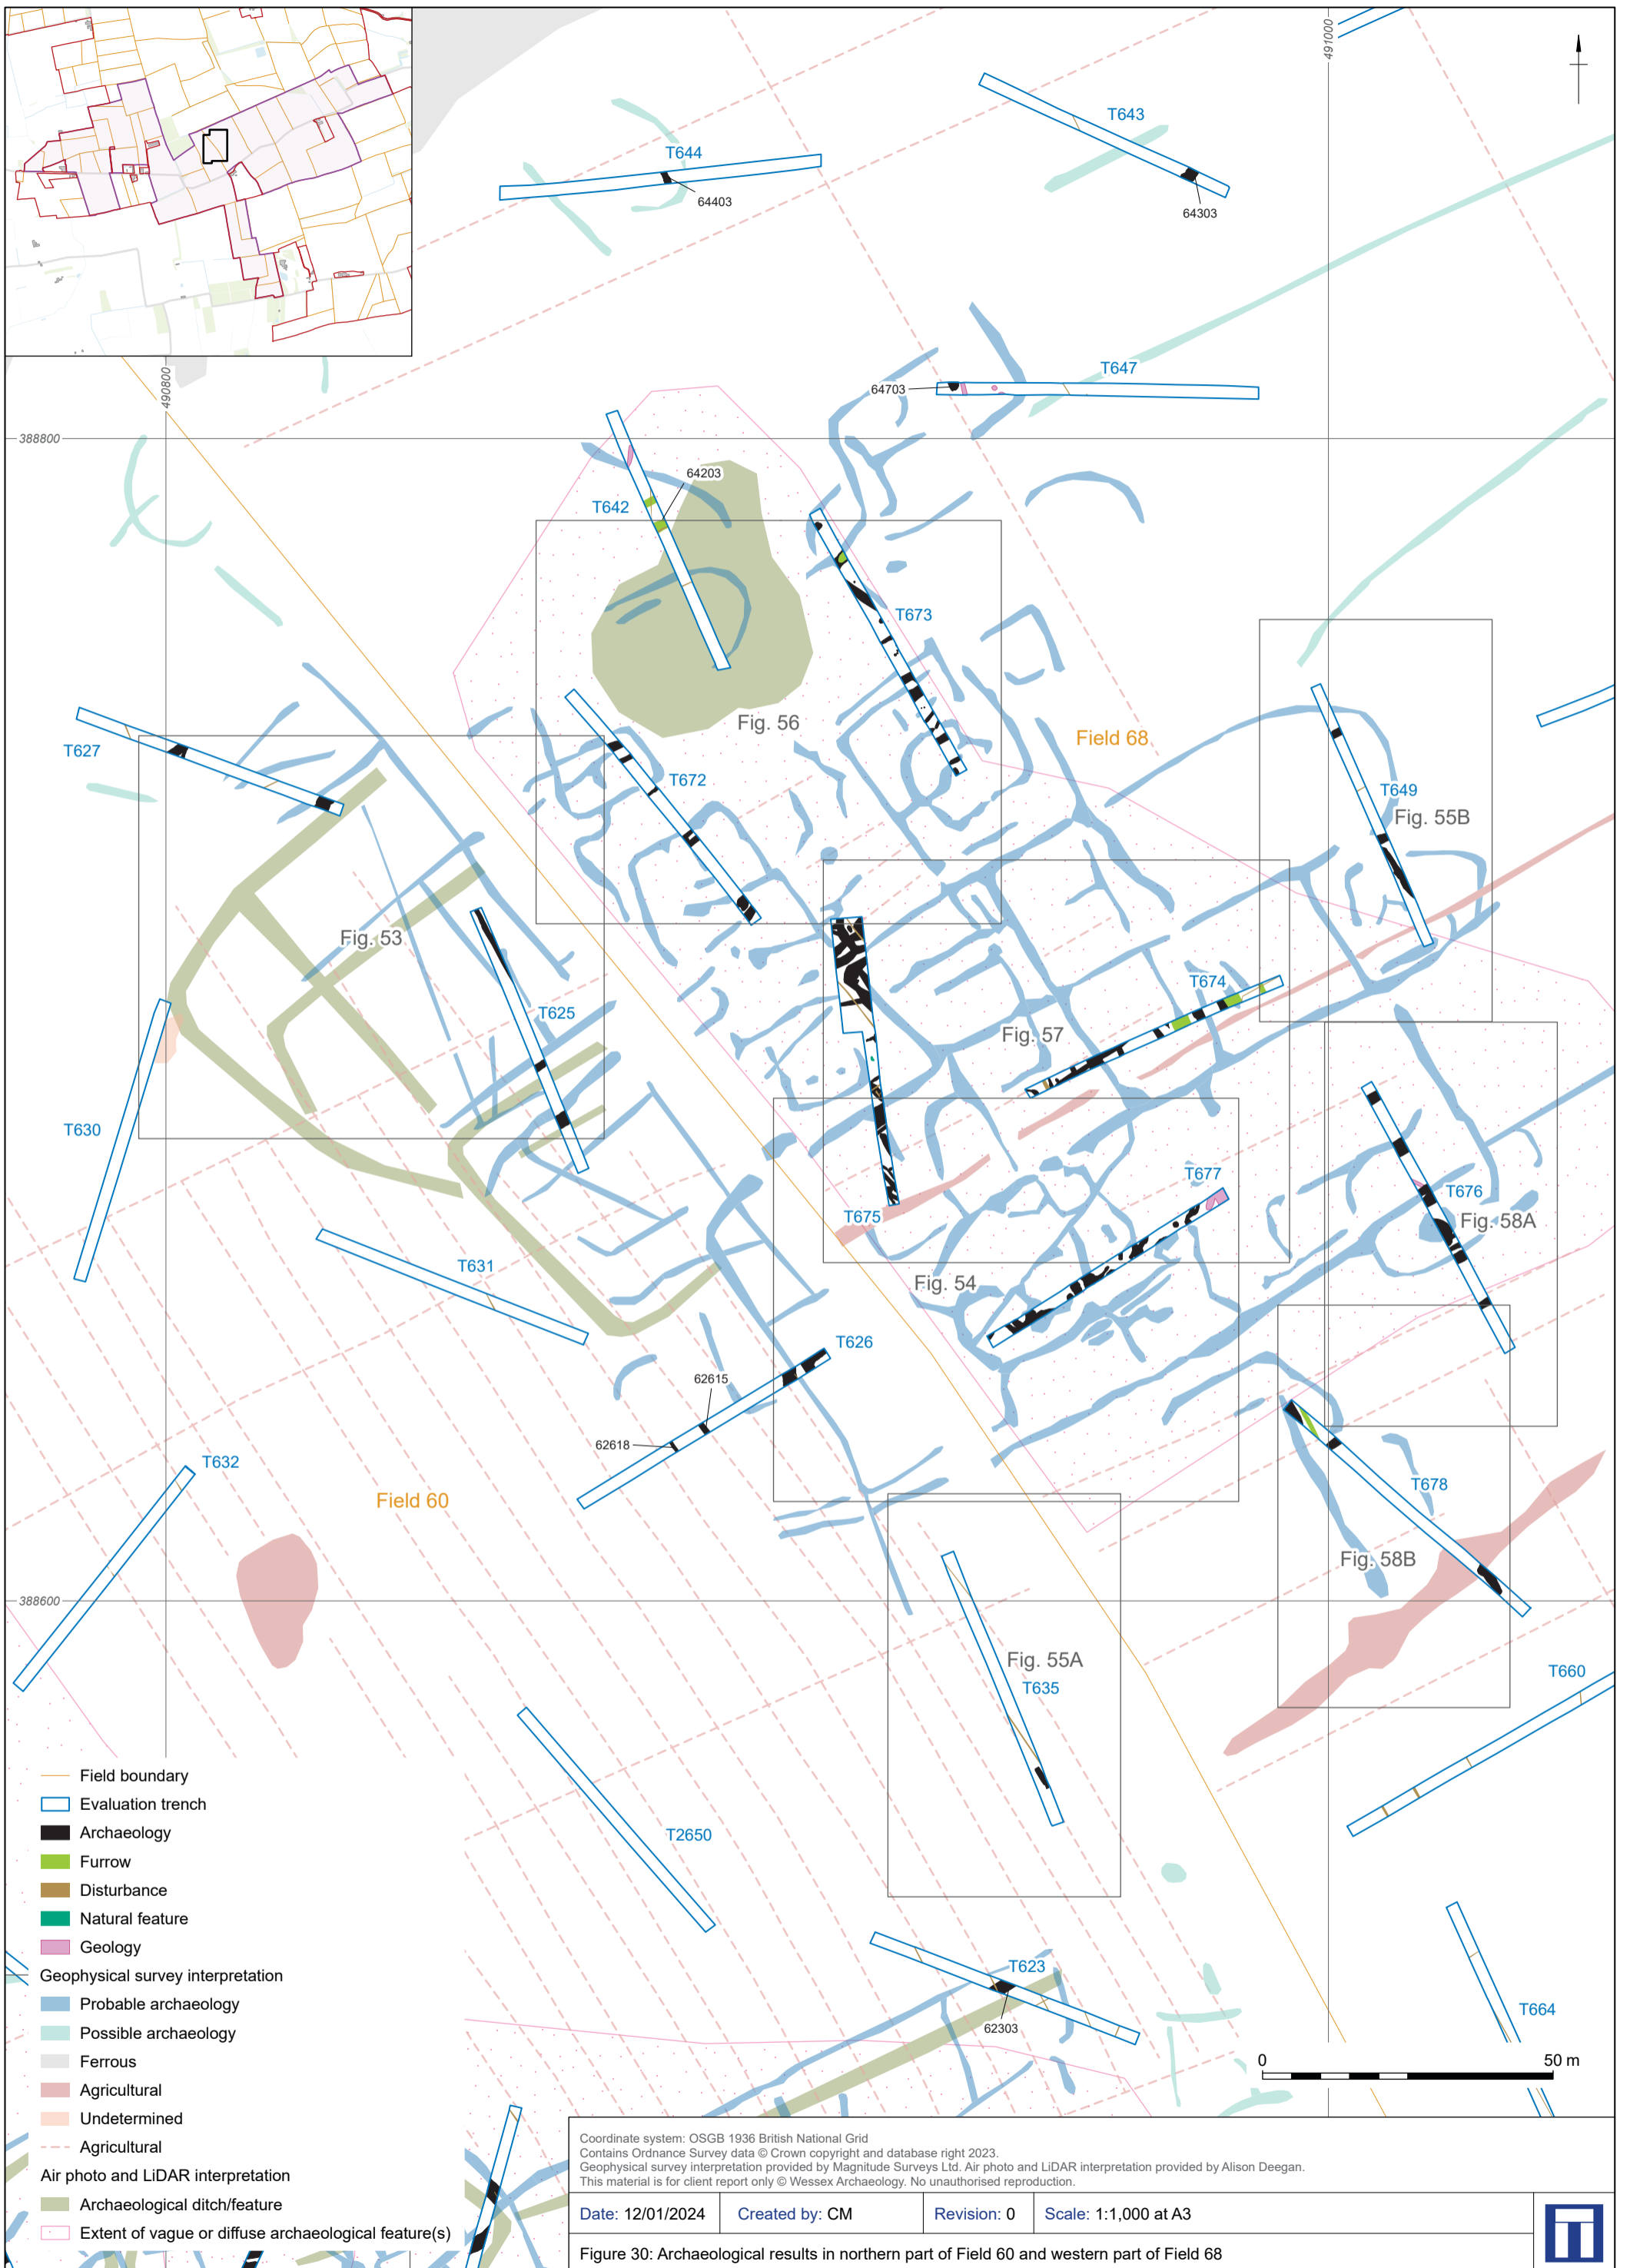 491000
T643
T644
64403
64303
490800
T647
64703
388800
64203
T642
T673
Fig. 56
Field 68
T627
T672
T649
Fig. 55B
Fig. 53
T625
T674
Fig. 57
T630
T677
T676
T675
Fig. 58A
T631
Fig. 54
T626
62615
62618
T632
Field 60
T678
Fig. 58B
388600
Fig. 55A
T635
T660
T2650
T623
62303
T664
0 50 m
Field boundary
Evaluation trench
Archaeology
Furrow
Disturbance
Natural feature
Geology
Geophysical survey interpretation
Probable archaeology
Possible archaeology
Ferrous
Agricultural
Undetermined
Agricultural
Air photo and LiDAR interpretation
Archaeological ditch/feature
Extent of vague or diffuse archaeological feature(s)
Coordinate system: OSGB 1936 British National Grid
Contains Ordnance Survey data © Crown copyright and database right 2023.
Geophysical survey interpretation provided by Magnitude Surveys Ltd. Air photo and LiDAR interpretation provided by Alison Deegan.
This material is for client report only © Wessex Archaeology. No unauthorised reproduction.
Date: 12/01/2024 Created by: CM Revision: 0 Scale: 1:1,000 at A3
Figure 30: Archaeological results in northern part of Field 60 and western part of Field 68